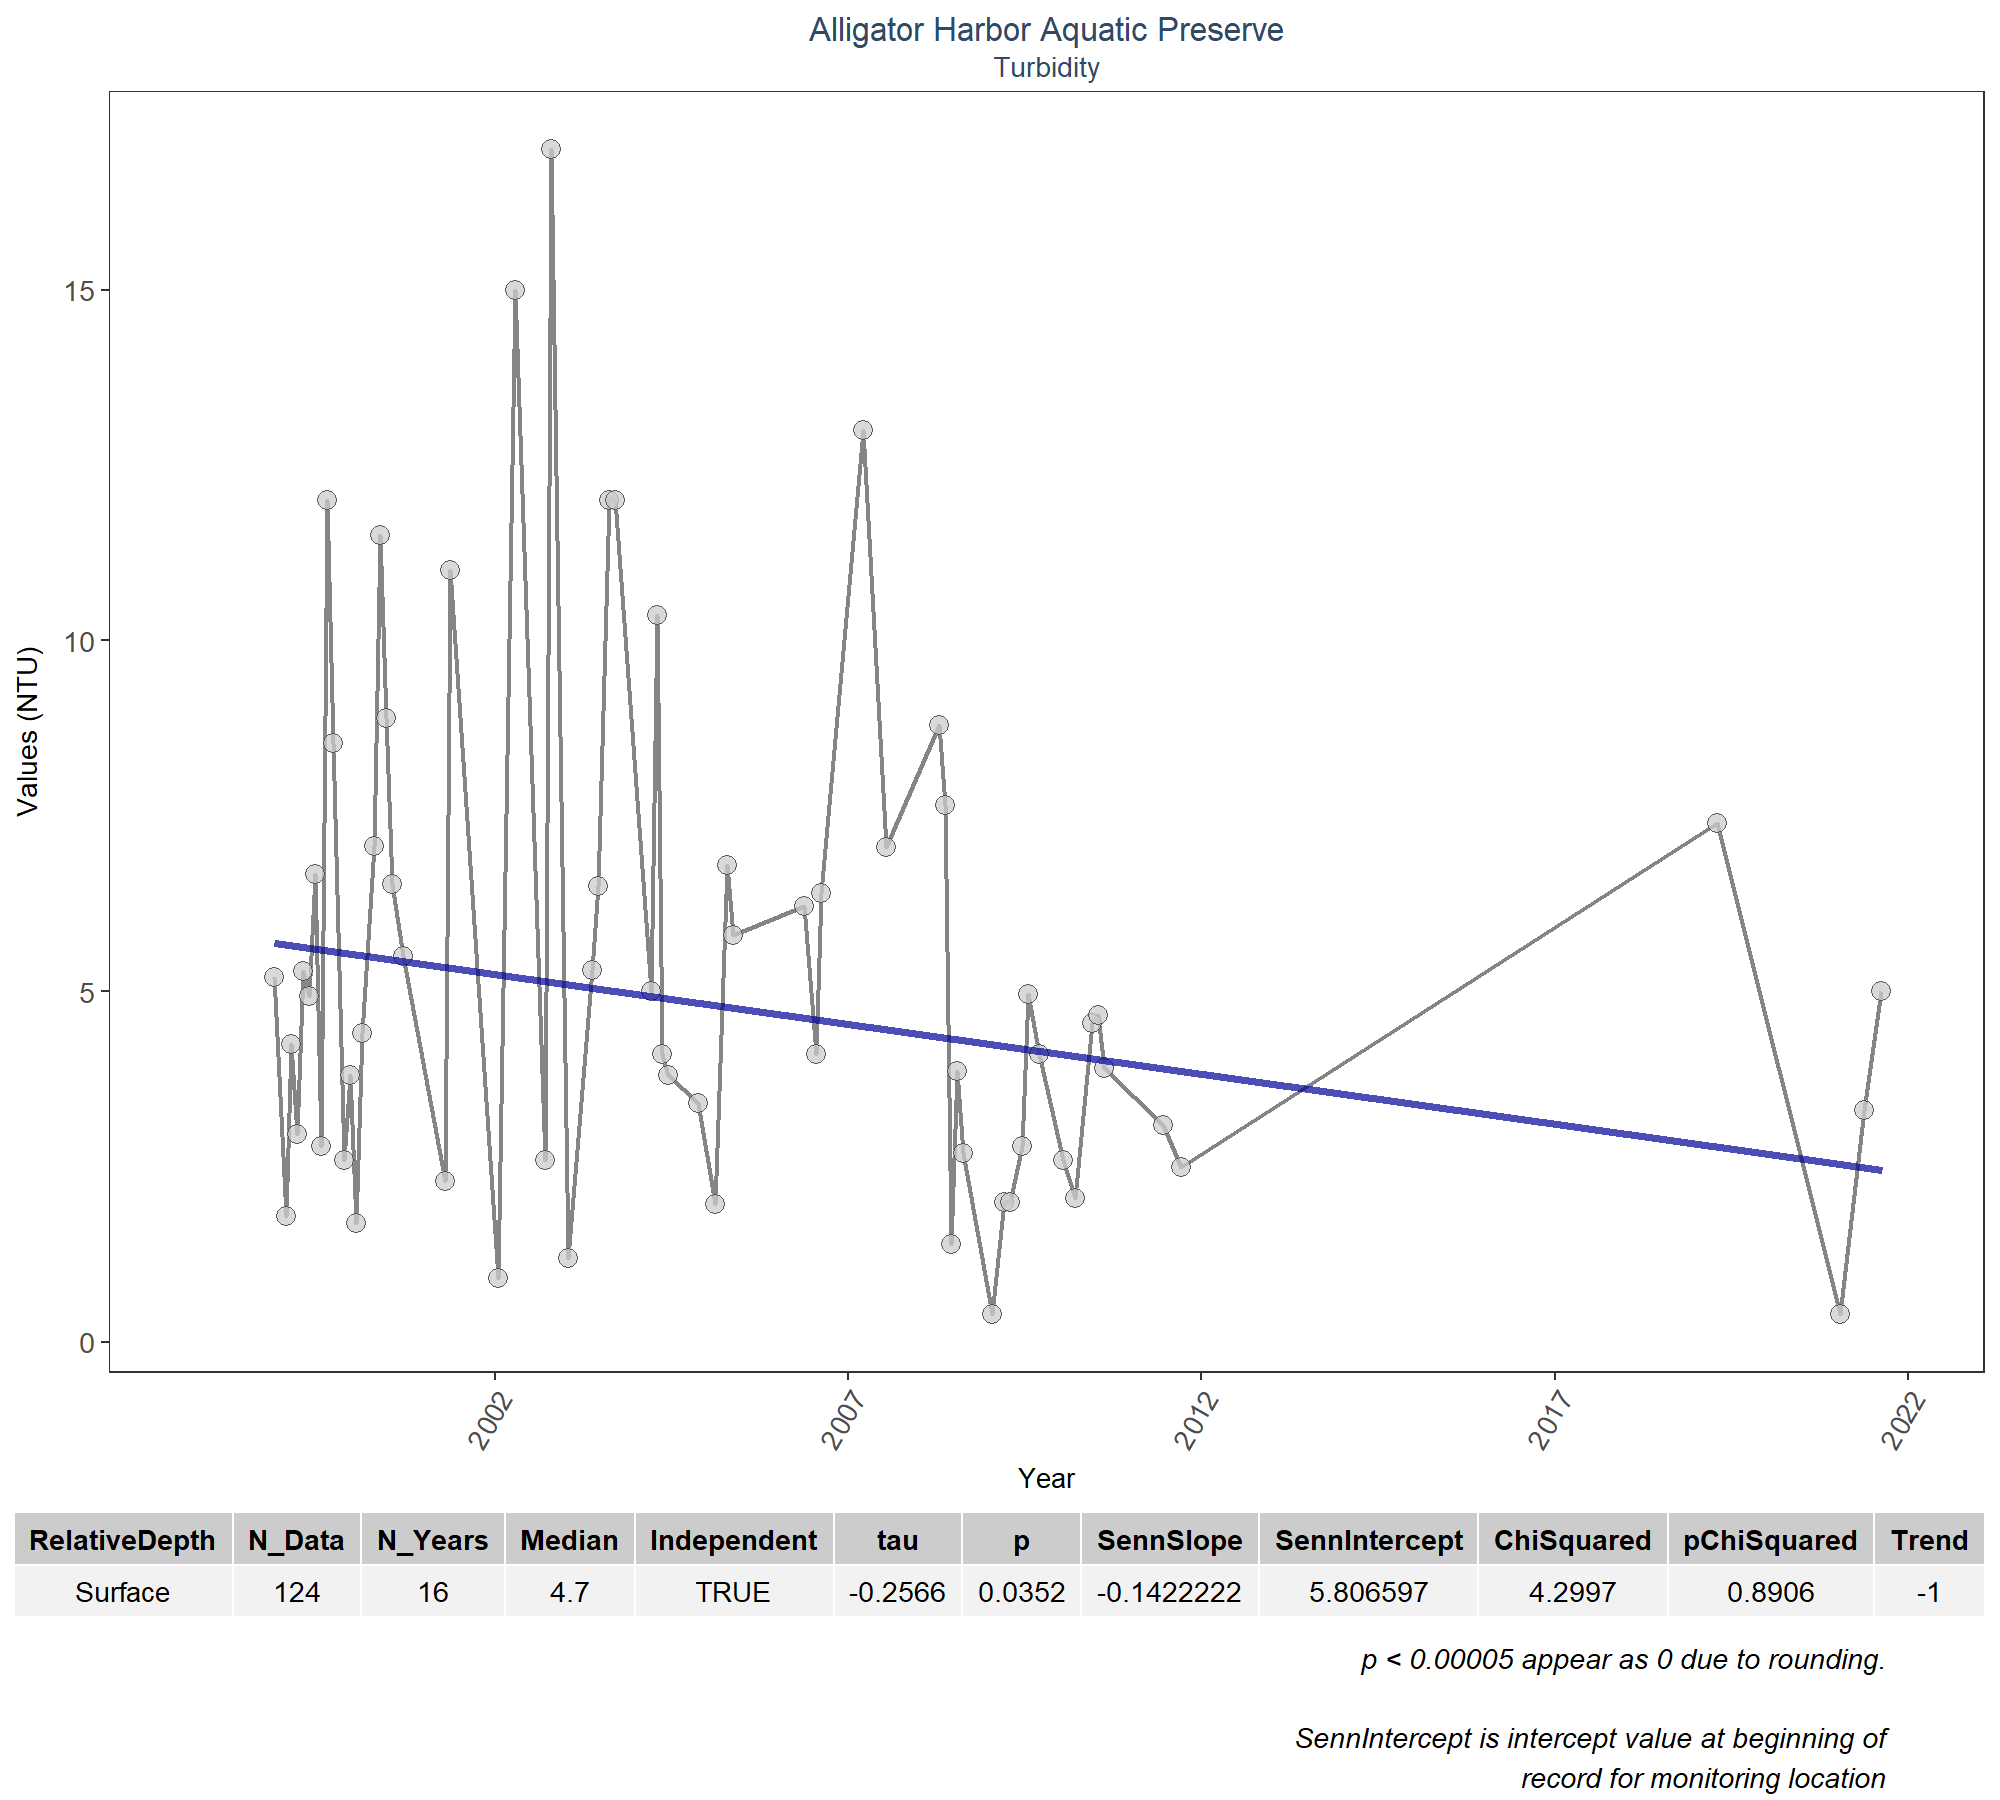 Alligator Harbor Aquatic Preserve
Turbidity
Values (NTU)
15
10
5
0
2002 2007 2012 2017 2022
Year
RelativeDepth N_Data N_Years Median Independent tau p SennSlope SennIntercept ChiSquared pChiSquared Trend
Surface 124 16 4.7 TRUE -0.2566 0.0352 -0.1422222 5.806597 4.2997 0.8906 -1
p < 0.00005 appear as 0 due to rounding.
SennIntercept is intercept value at beginning of
record for monitoring location